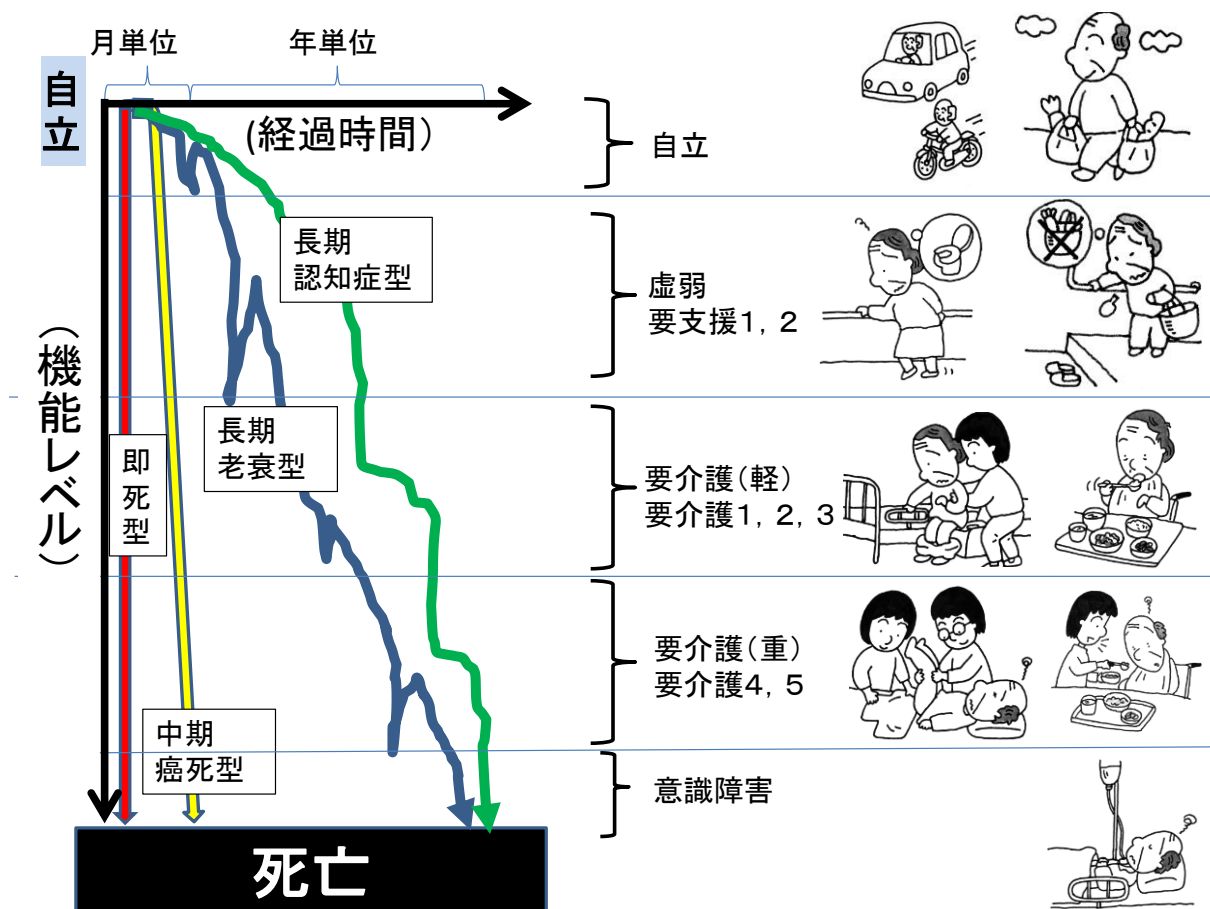 月単位
年単位
自立
(経過時間）
（機能レベル）
長期
認知症型
長期
老衰型
即死型
中期
癌死型
死亡
自立
虚弱
要支援１，２
要介護（軽）
要介護１，２，３
要介護（重）
要介護４，５
意識障害